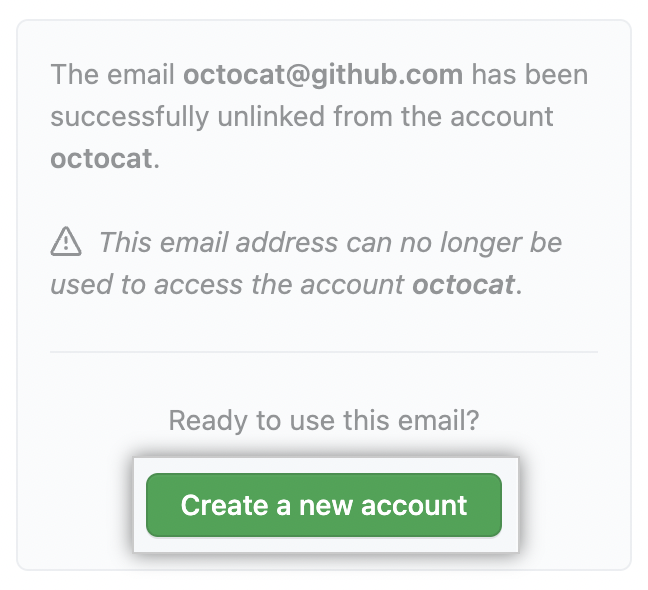 The email octocat@github.com has been
successfully unlinked from the account
octocat.
This email address can no longer be
used to access the account octocat.
Ready to use this email?
Create a new account